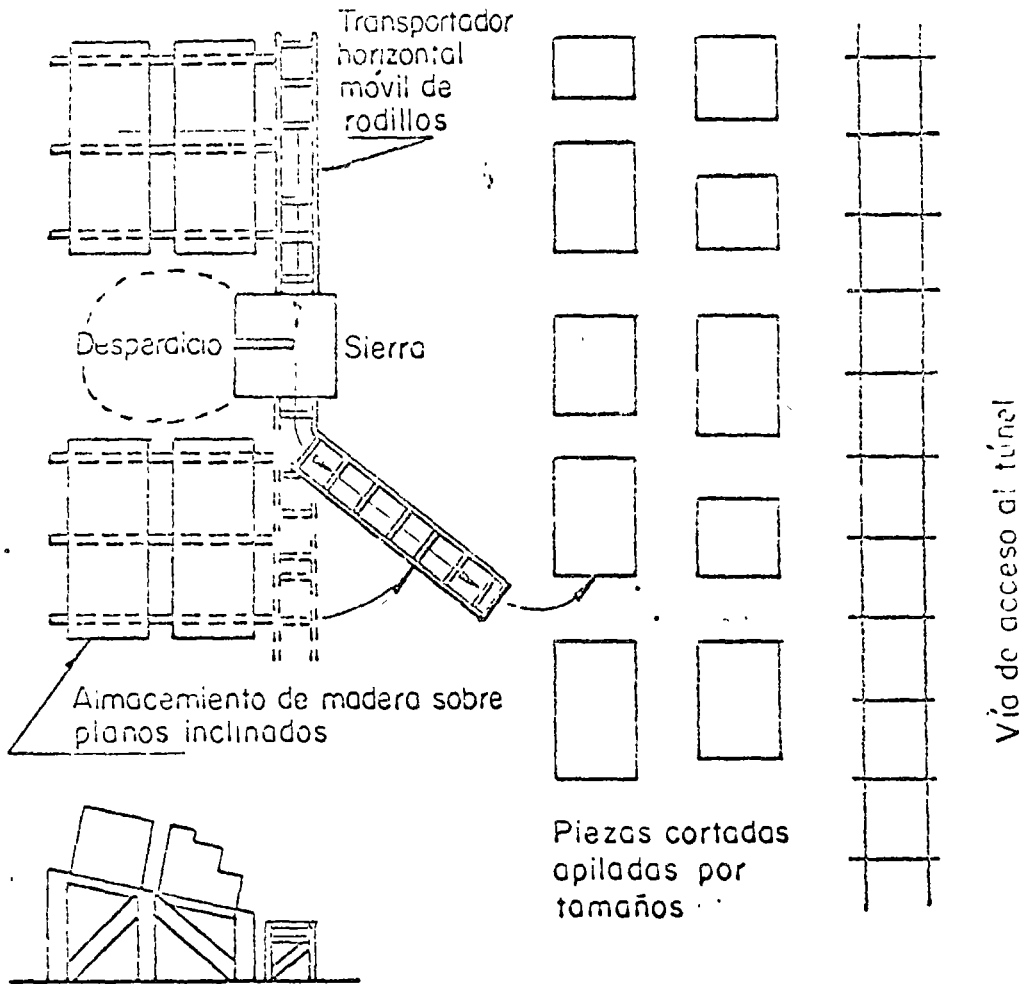 Transportador
horizontal
móvil de
rodillos
Desperdicio
Sierra
Almacemiento de madera sobre
planos inclinados
Piezas cortadas
apiladas por
tamaños
Vía de acceso al túnel